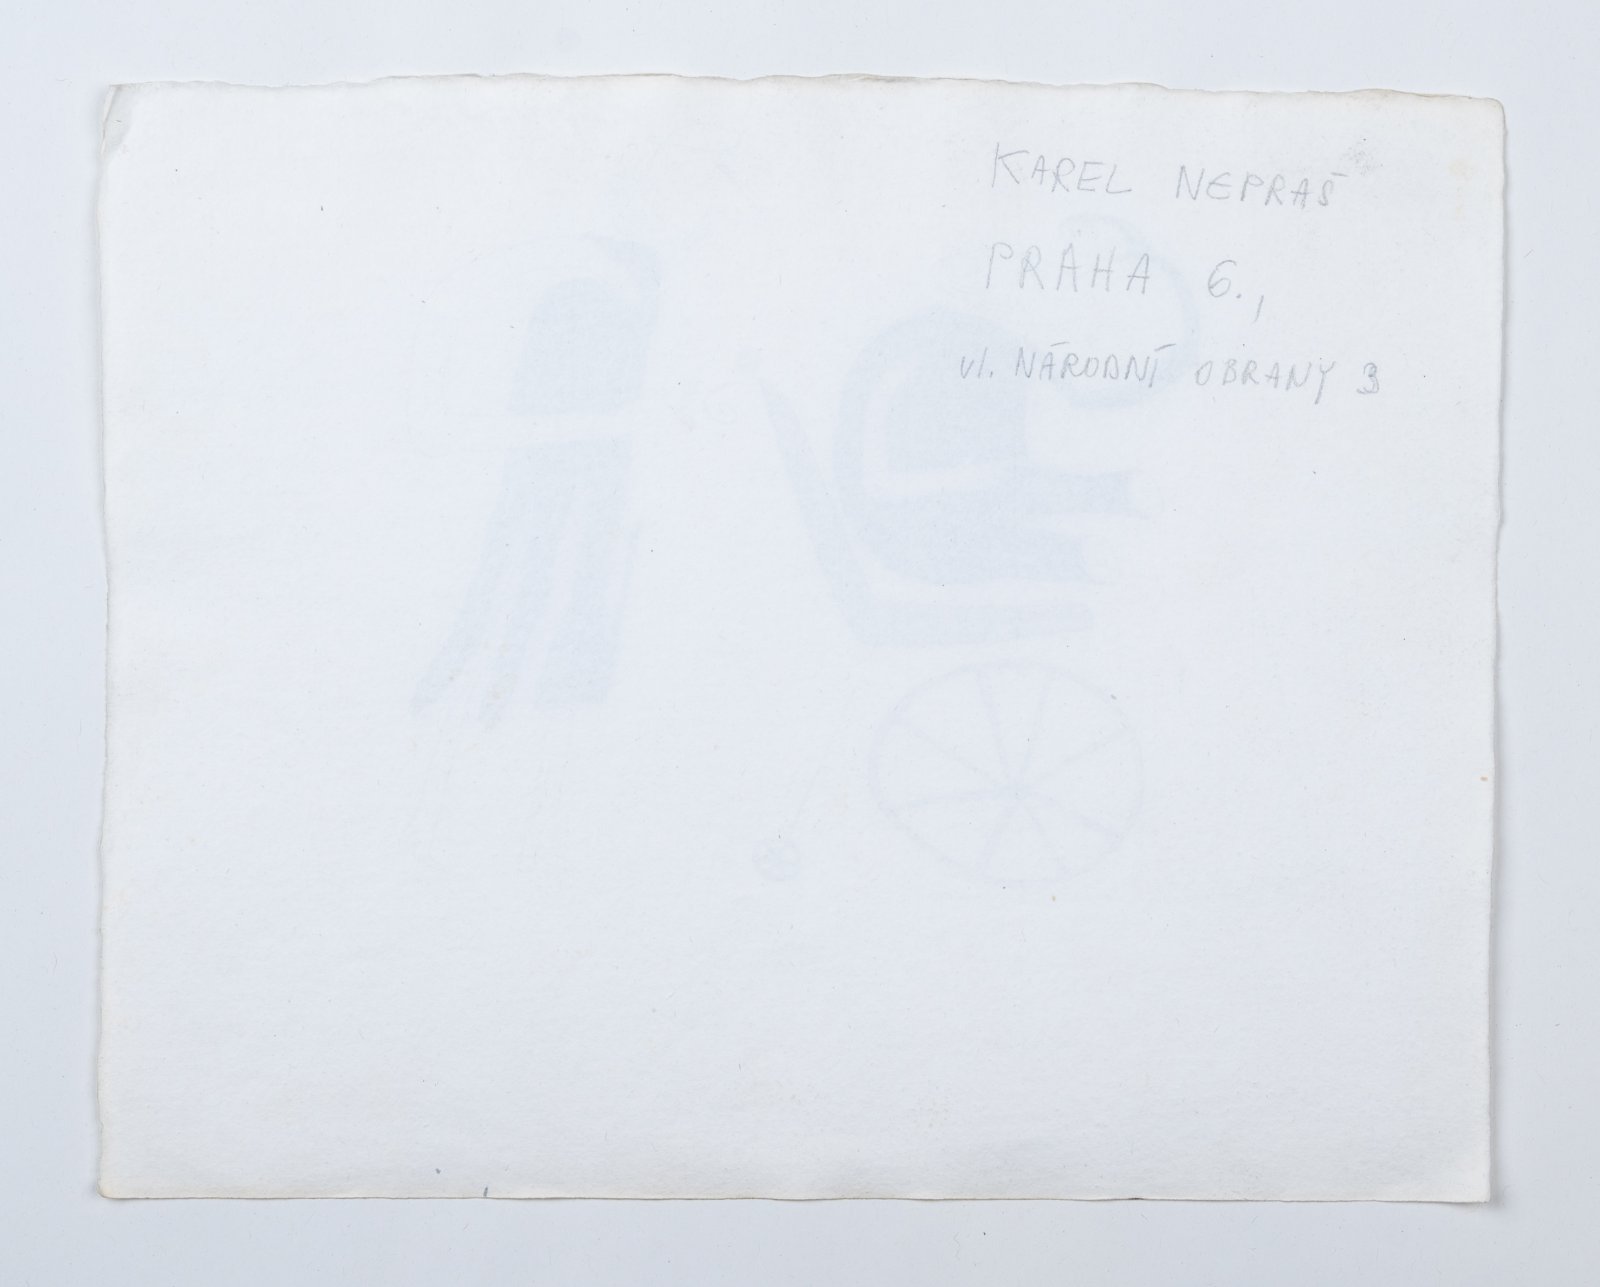 KAREL NEPRAŠ
PRAHA 6.,
ul. NÁRODNÍ OBRANY 3